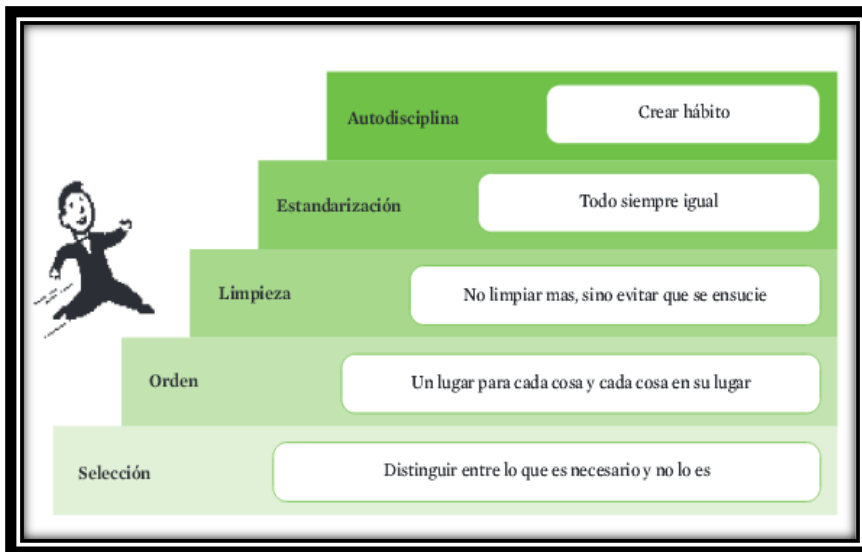 Autodisciplina
Crear hábito
Estandarización
Todo siempre igual
Limpieza
No limpiar mas, sino evitar que se ensucie
Orden
Un lugar para cada cosa y cada cosa en su lugar
Selección
Distinguir entre lo que es necesario y no lo es